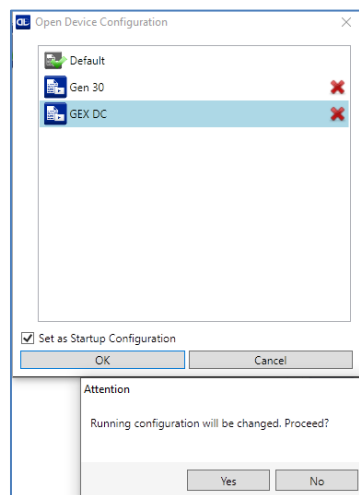 DL Open Device Configuration
Default
Gen 30
GEX DC
Set as Startup Configuration
OK Cancel
Attention
Running configuration will be changed. Proceed?
Yes No